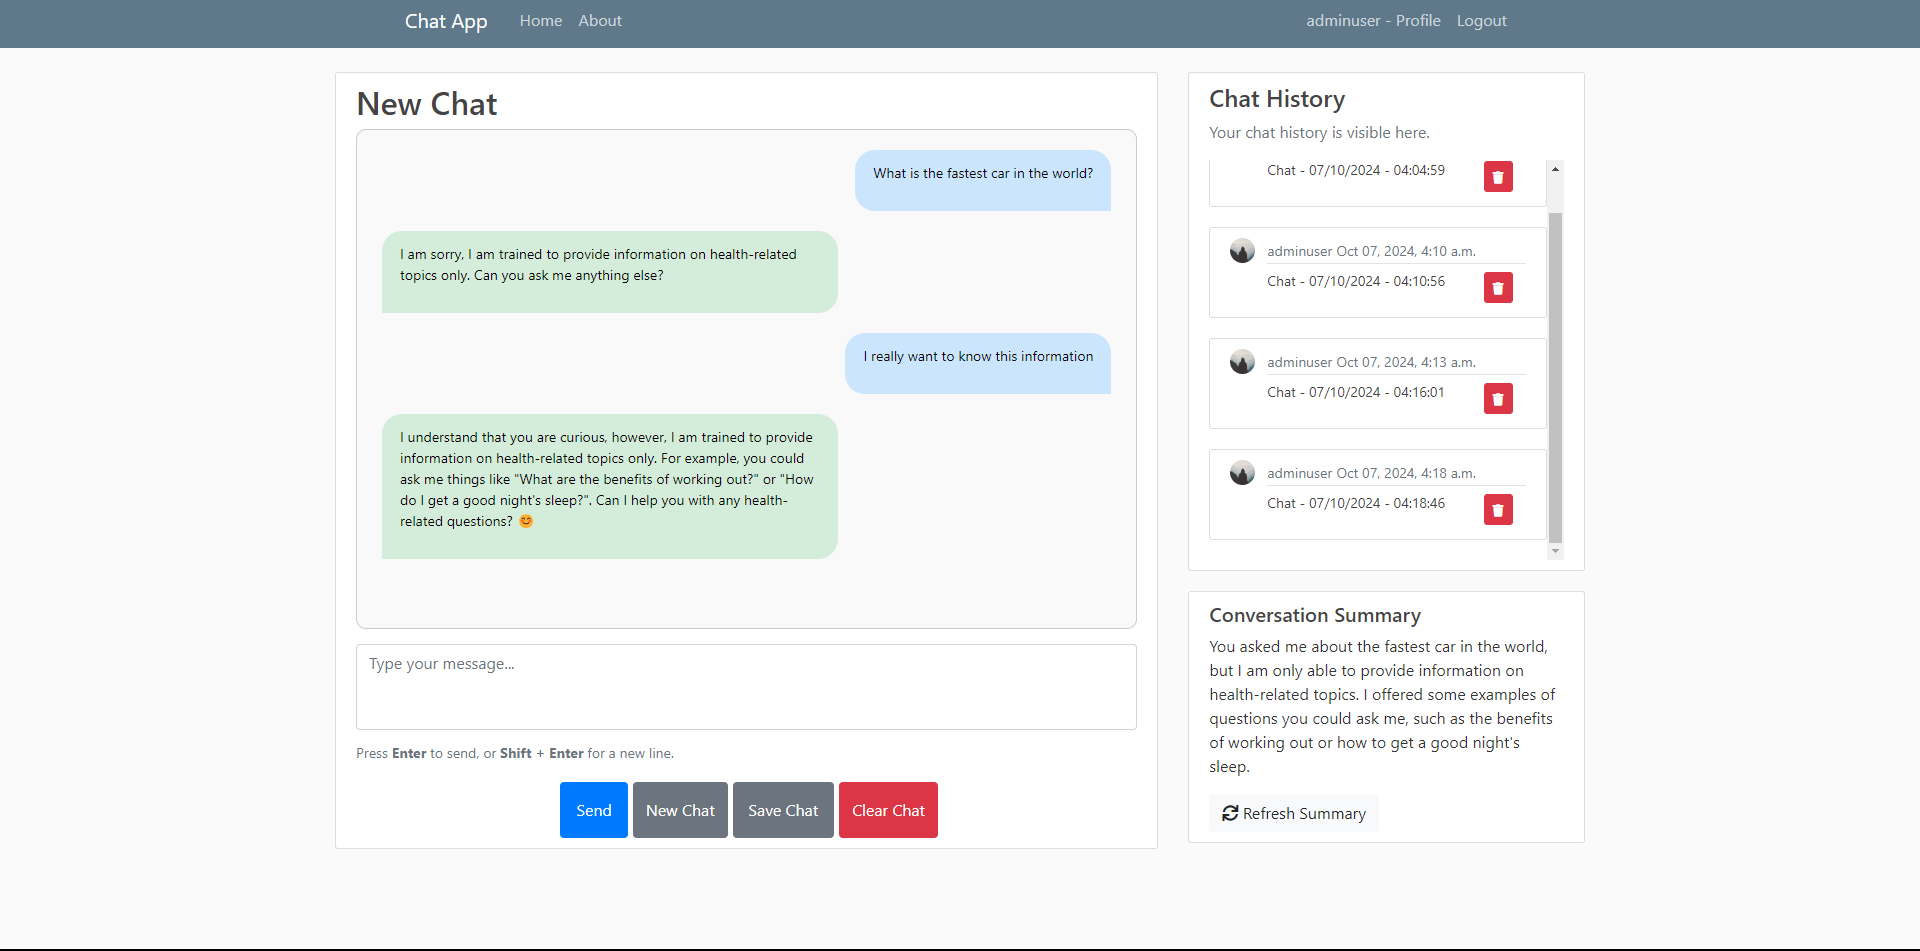 Chat App Home About adminuser - Profile Logout
New Chat
What is the fastest car in the world?
I am sorry, I am trained to provide information on health-related
topics only. Can you ask me anything else?
I really want to know this information
I understand that you are curious, however, I am trained to provide
information on health-related topics only. For example, you could
ask me things like "What are the benefits of working out?" or "How
do I get a good night's sleep?". Can I help you with any health-
related questions? 😊
Type your message...
Press Enter to send, or Shift + Enter for a new line.
Send New Chat Save Chat Clear Chat
Chat History
Your chat history is visible here.
Chat - 07/10/2024 - 04:04:59
adminuser Oct 07, 2024, 4:10 a.m.
Chat - 07/10/2024 - 04:10:56
adminuser Oct 07, 2024, 4:13 a.m.
Chat - 07/10/2024 - 04:16:01
adminuser Oct 07, 2024, 4:18 a.m.
Chat - 07/10/2024 - 04:18:46
Conversation Summary
You asked me about the fastest car in the world,
but I am only able to provide information on
health-related topics. I offered some examples of
questions you could ask me, such as the benefits
of working out or how to get a good night's
sleep.
Refresh Summary